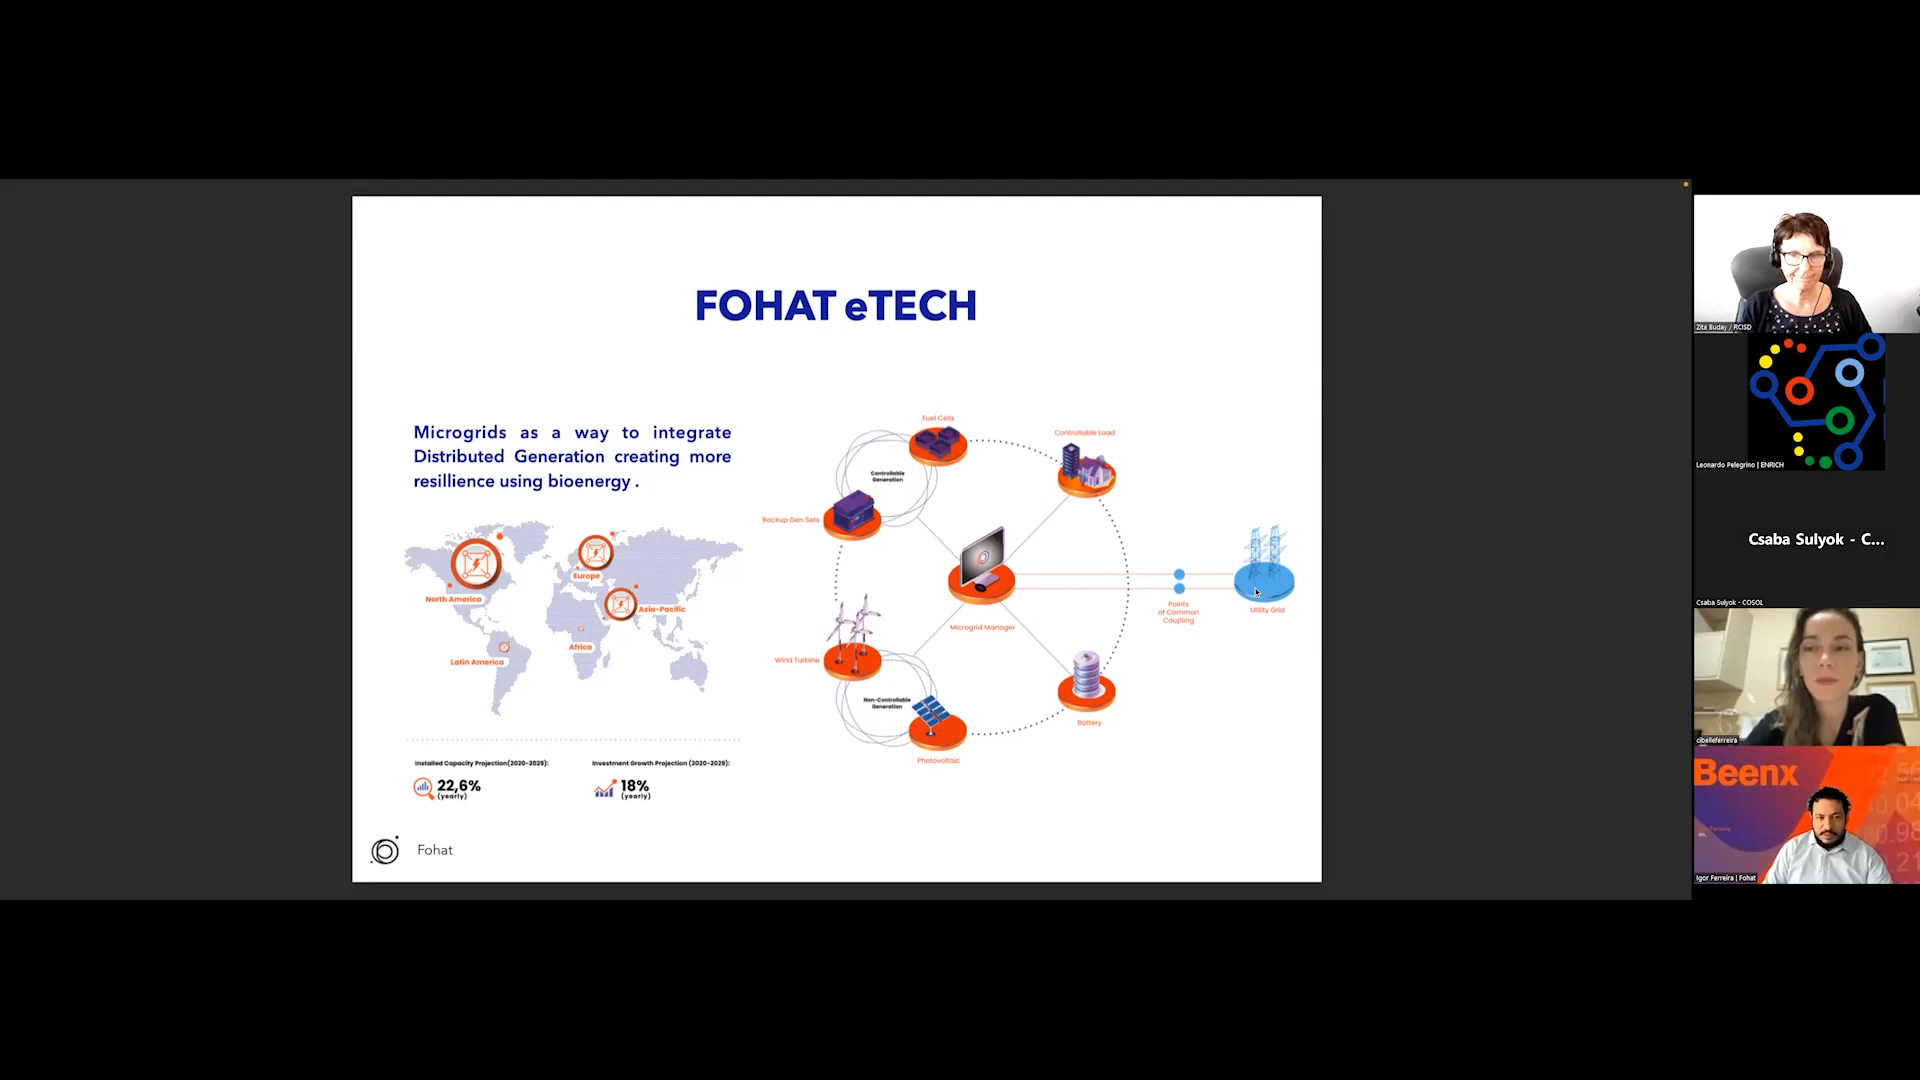 FOHAT eTECH
Microgrids as a way to integrate
Distributed Generation creating more
resillience using bioenergy .
North America
Europe
Asia-Pacific
Africa
Latin America
Installed Capacity Projection(2020-2029):
22,6%
(yearly)
Investment Growth Projection (2020-2029):
18%
(yearly)
Fohat
Fuel Cells
Controllable Load
Controllable
Generation
Backup Gen Sets
Microgrid Manager
Points
of Common
Coupling
Utility Grid
Wind Turbine
Non-Controllable
Generation
Photovoltaic
Battery
Zita Buday / RCISD
Leonardo Pelegrino | ENRICH
Csaba Sulyok - C...
Csaba Sulyok - COSOL
cibelleferreira
Beenx
Igor Ferreira | Fohat